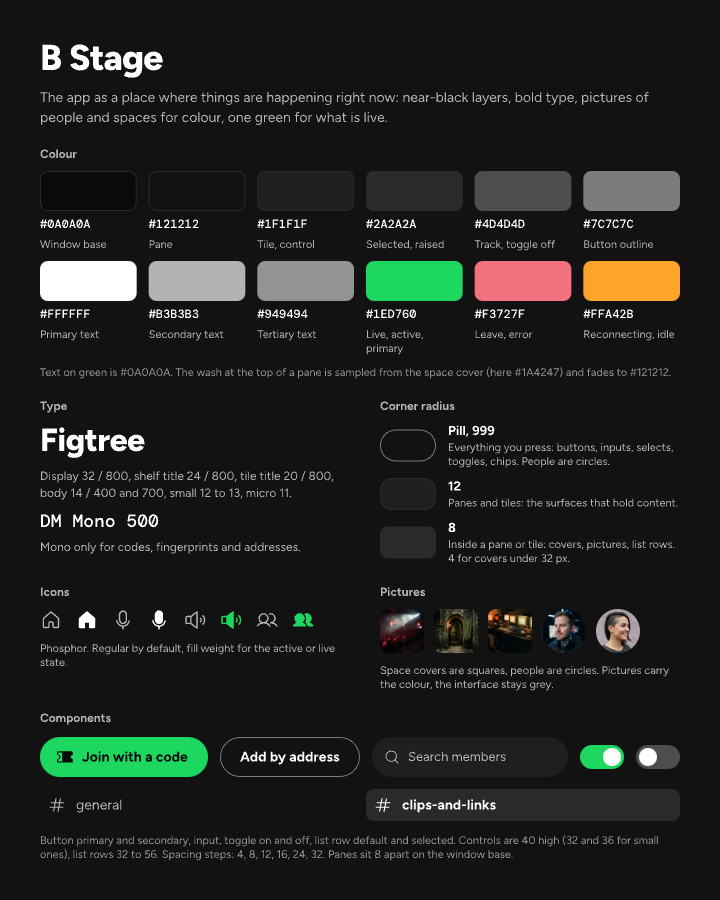 B Stage
The app as a place where things are happening right now: near-black layers, bold type, pictures of
people and spaces for colour, one green for what is live.
Colour
#0A0A0A
#121212
#1F1F1F
#2A2A2A
#4D4D4D
#7C7C7C
Window base
Pane
Tile, control
Selected, raised
Track, toggle off
Button outline
#FFFFFF
#B3B3B3
#949494
#1ED760
#F3727F
#FFA42B
Primary text
Secondary text
Tertiary text
Live, active,
primary
Leave, error
Reconnecting, idle
Text on green is #0A0A0A. The wash at the top of a pane is sampled from the space cover (here #1A4247) and fades to #121212.
Type
Figtree
Display 32 / 800, shelf title 24 / 800, tile title 20 / 800,
body 14 / 400 and 700, small 12 to 13, micro 11.
DM Mono 500
Mono only for codes, fingerprints and addresses.
Corner radius
Pill, 999
Everything you press: buttons, inputs, selects,
toggles, chips. People are circles.
12
Panes and tiles: the surfaces that hold content.
8
Inside a pane or tile: covers, pictures, list rows.
4 for covers under 32 px.
Icons
Phosphor. Regular by default, fill weight for the active or live
state.
Pictures
Space covers are squares, people are circles. Pictures carry
the colour, the interface stays grey.
Components
Join with a code
Add by address
Search members
# general
# clips-and-links
Button primary and secondary, input, toggle on and off, list row default and selected. Controls are 40 high (32 and 36 for small
ones), list rows 32 to 56. Spacing steps: 4, 8, 12, 16, 24, 32. Panes sit 8 apart on the window base.